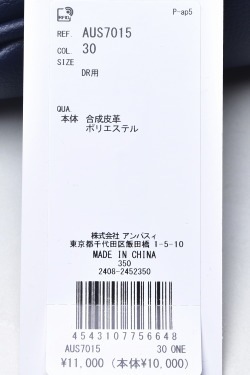 RFID
P-ap5
REF. AUS7015
COL. 30
SIZE
DR用
QUA.
本体 合成皮革
ポリエステル
株式会社 アンバスィ
東京都千代田区飯田橋 1-5-10
MADE IN CHINA
350
2408-2452350
4543107756648
AUS7015 30 ONE
¥11,000 (本体¥10,000)